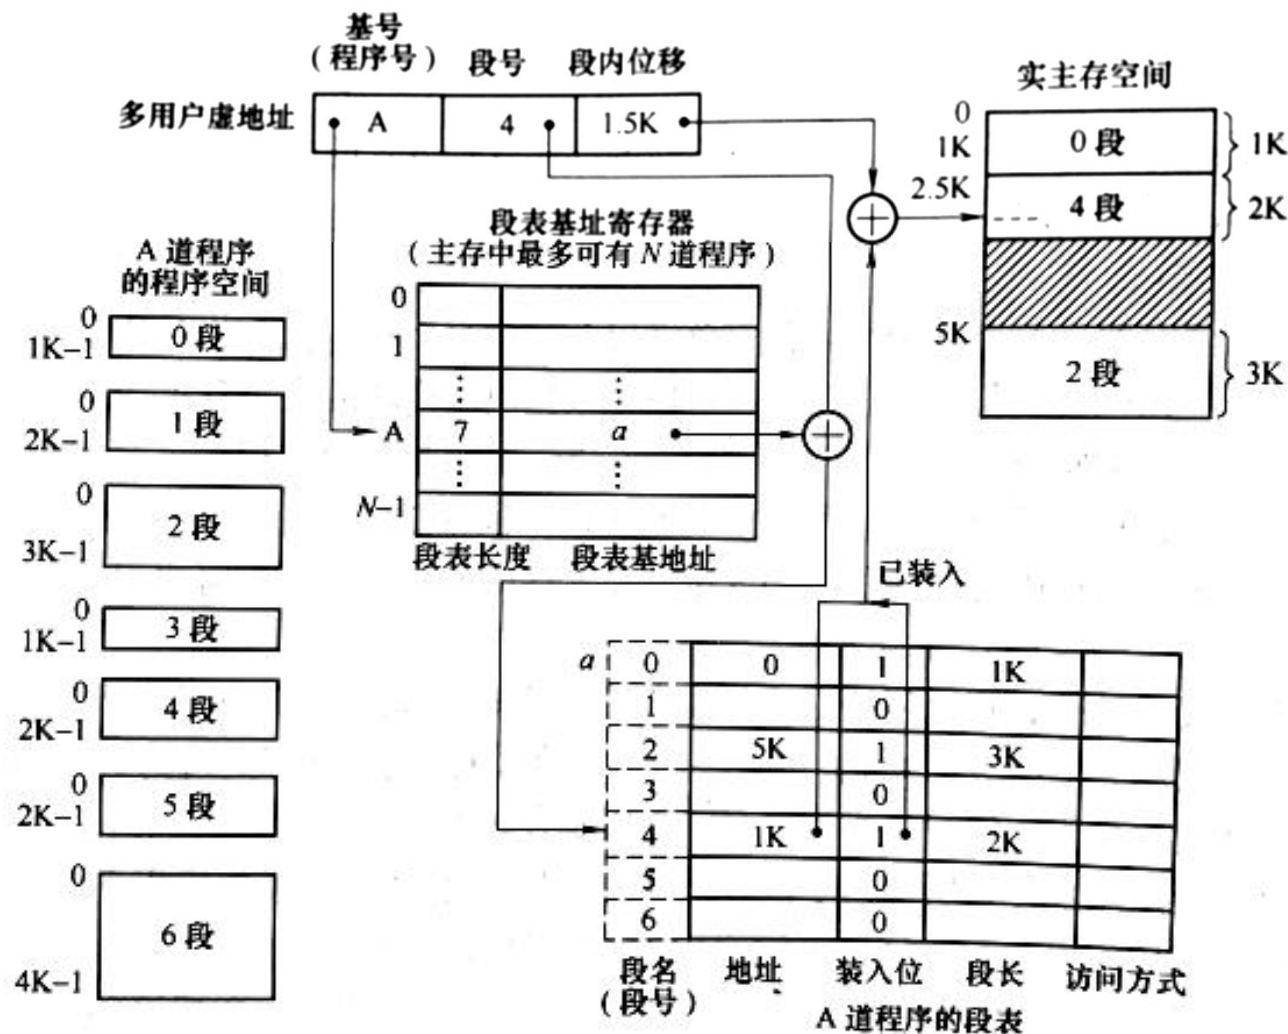 基号
(程序号) 段号 段内位移
多用户虚地址 A 4 1.5K
实主存空间
0
1K 0 段 1K
2.5K 4 段 2K
5K
2 段 3K
段表基址寄存器
(主存中最多可有 N 道程序)
0
1
⋮ ⋮
A 7 a
⋮ ⋮
N-1
段表长度 段表基地址
A 道程序
的程序空间
0
1K-1 0 段
0
2K-1 1 段
0
3K-1 2 段
0
1K-1 3 段
0
2K-1 4 段
0
2K-1 5 段
0
6 段
4K-1
已装入
a 0 0 1 1K
1 0
2 5K 1 3K
3 0
4 1K 1 2K
5 0
6 0
段名 地址 装入位 段长 访问方式
(段号)
A 道程序的段表